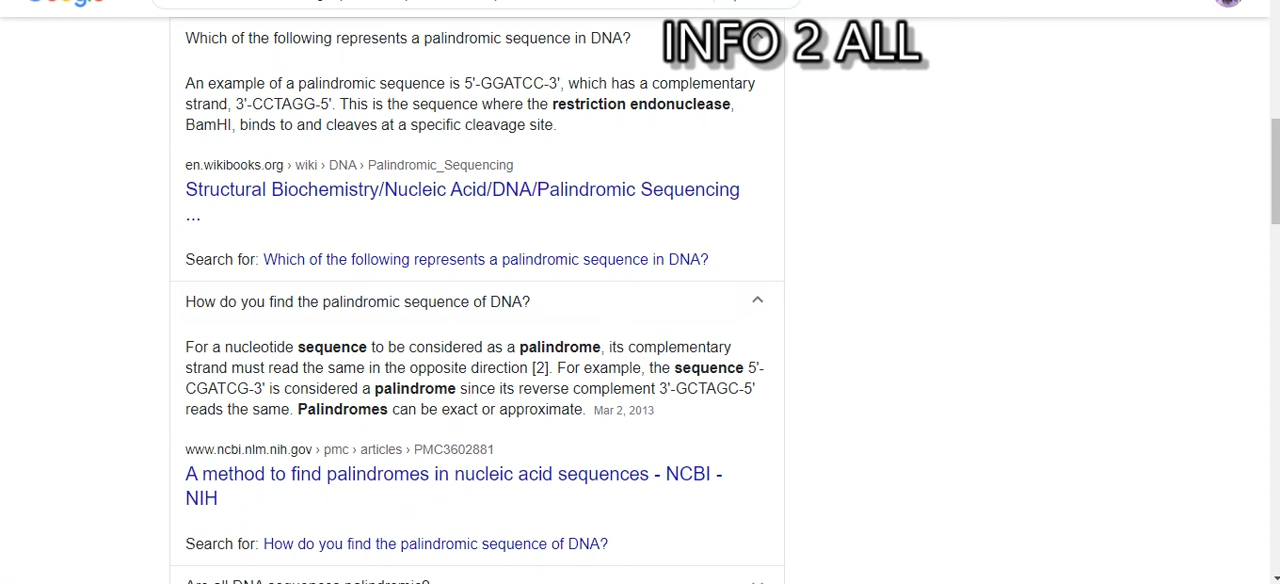 Which of the following represents a palindromic sequence in DNA?
INFO 2 ALL
An example of a palindromic sequence is 5'-GGATCC-3', which has a complementary
strand, 3'-CCTAGG-5'. This is the sequence where the restriction endonuclease,
BamHI, binds to and cleaves at a specific cleavage site.
en.wikibooks.org › wiki › DNA › Palindromic_Sequencing
Structural Biochemistry/Nucleic Acid/DNA/Palindromic Sequencing
...
Search for: Which of the following represents a palindromic sequence in DNA?
How do you find the palindromic sequence of DNA?
For a nucleotide sequence to be considered as a palindrome, its complementary
strand must read the same in the opposite direction [2]. For example, the sequence 5'-
CGATCG-3' is considered a palindrome since its reverse complement 3'-GCTAGC-5'
reads the same. Palindromes can be exact or approximate. Mar 2, 2013
www.ncbi.nlm.nih.gov › pmc › articles › PMC3602881
A method to find palindromes in nucleic acid sequences - NCBI -
NIH
Search for: How do you find the palindromic sequence of DNA?
Are all DNA sequences palindromic?